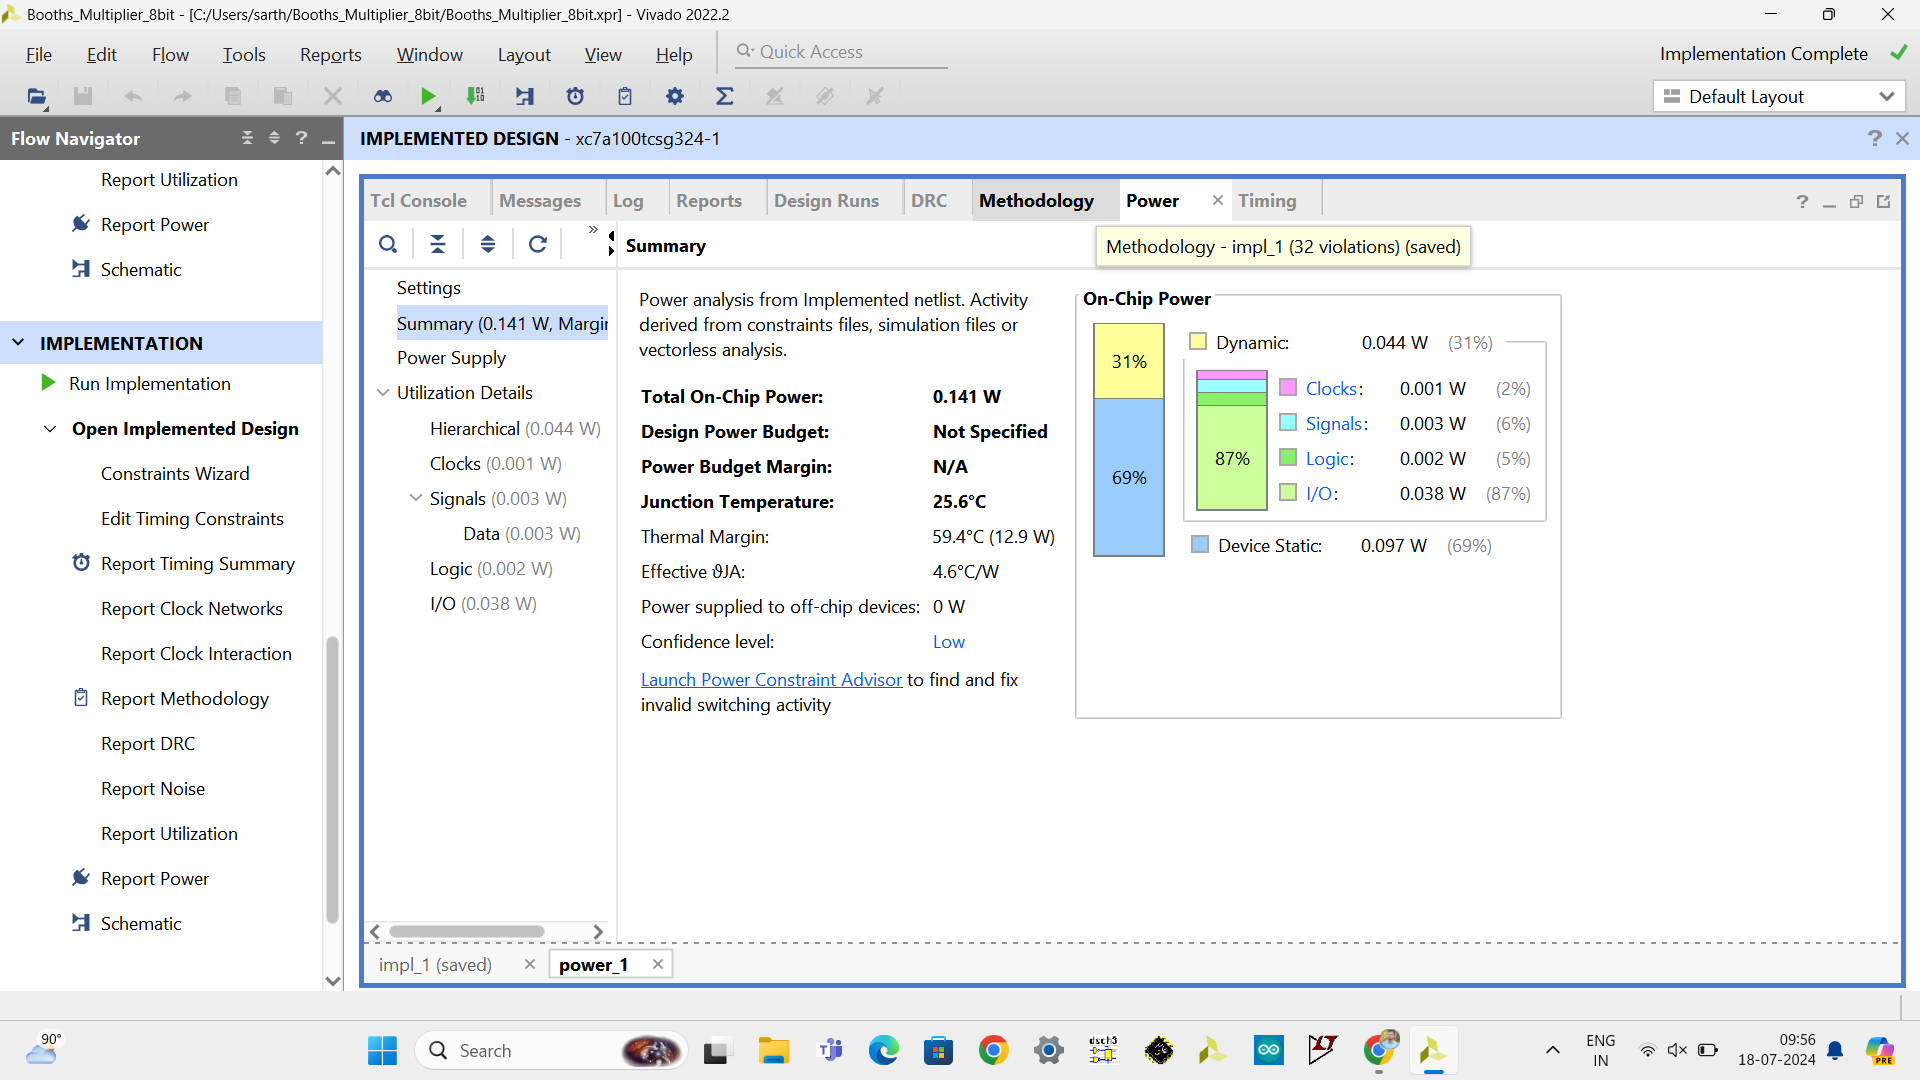 Booths_Multiplier_8bit - [C:/Users/sarth/Booths_Multiplier_8bit/Booths_Multiplier_8bit.xpr] - Vivado 2022.2
File Edit Flow Tools Reports Window Layout View Help Quick Access
Implementation Complete
Default Layout
Flow Navigator
IMPLEMENTED DESIGN - xc7a100tcsg324-1
Report Utilization
Report Power
Schematic
IMPLEMENTATION
Run Implementation
Open Implemented Design
Constraints Wizard
Edit Timing Constraints
Report Timing Summary
Report Clock Networks
Report Clock Interaction
Report Methodology
Report DRC
Report Noise
Report Utilization
Report Power
Schematic
Tcl Console Messages Log Reports Design Runs DRC Methodology Power Timing
Summary
Methodology - impl_1 (32 violations) (saved)
Settings
Summary (0.141 W, Margin
Power Supply
Utilization Details
Hierarchical (0.044 W)
Clocks (0.001 W)
Signals (0.003 W)
Data (0.003 W)
Logic (0.002 W)
I/O (0.038 W)
Power analysis from Implemented netlist. Activity
derived from constraints files, simulation files or
vectorless analysis.
Total On-Chip Power: 0.141 W
Design Power Budget: Not Specified
Power Budget Margin: N/A
Junction Temperature: 25.6°C
Thermal Margin: 59.4°C (12.9 W)
Effective ϑJA: 4.6°C/W
Power supplied to off-chip devices: 0 W
Confidence level: Low
Launch Power Constraint Advisor to find and fix
invalid switching activity
On-Chip Power
31%
69%
87%
Dynamic: 0.044 W (31%)
Clocks: 0.001 W (2%)
Signals: 0.003 W (6%)
Logic: 0.002 W (5%)
I/O: 0.038 W (87%)
Device Static: 0.097 W (69%)
impl_1 (saved) power_1
90°
Search
dsch3
ENG
IN
09:56
18-07-2024
PRE